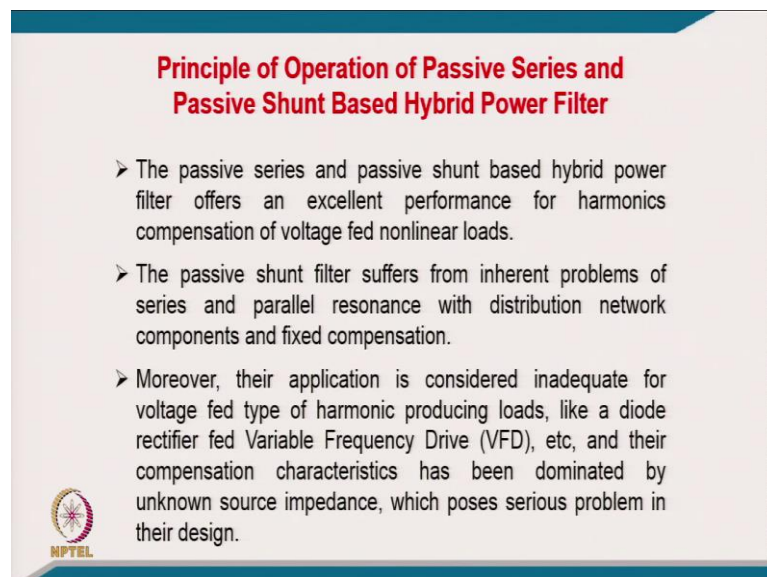 Principle of Operation of Passive Series and
Passive Shunt Based Hybrid Power Filter
➢ The passive series and passive shunt based hybrid power
filter offers an excellent performance for harmonics
compensation of voltage fed nonlinear loads.
➢ The passive shunt filter suffers from inherent problems of
series and parallel resonance with distribution network
components and fixed compensation.
➢ Moreover, their application is considered inadequate for
voltage fed type of harmonic producing loads, like a diode
rectifier fed Variable Frequency Drive (VFD), etc, and their
compensation characteristics has been dominated by
unknown source impedance, which poses serious problem in
their design.
NPTEL